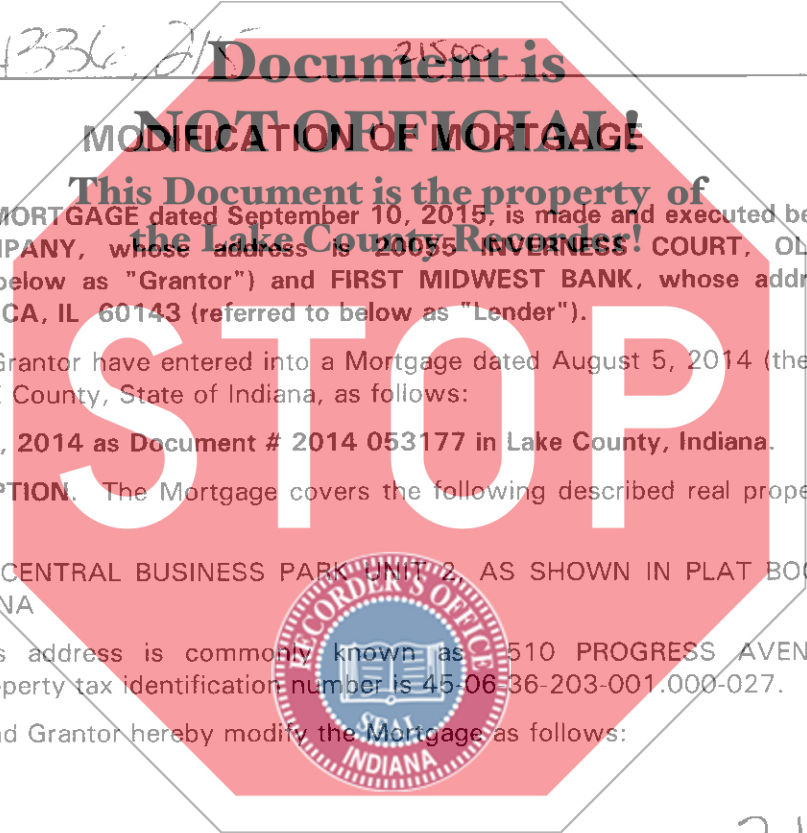 336, 215 21500
Document is
NOT OFFICIAL!
MODIFICATION OF MORTGAGE
This Document is the property of
the Lake County Recorder!
MORTGAGE dated September 10, 2015, is made and executed be
PANY, whose address is 20055 INVERNESS COURT, OL
below as "Grantor") and FIRST MIDWEST BANK, whose addr
CA, IL 60143 (referred to below as "Lender").
Grantor have entered into a Mortgage dated August 5, 2014 (the
County, State of Indiana, as follows:
, 2014 as Document # 2014 053177 in Lake County, Indiana.
PTION. The Mortgage covers the following described real prope
STOP
CENTRAL BUSINESS PARK UNIT 2, AS SHOWN IN PLAT BOO
NA
s address is commonly known as 510 PROGRESS AVEN
perty tax identification number is 45-06-36-203-001.000-027.
nd Grantor hereby modify the Mortgage as follows:
RECORDER'S OFFICE
SEAL
INDIANA